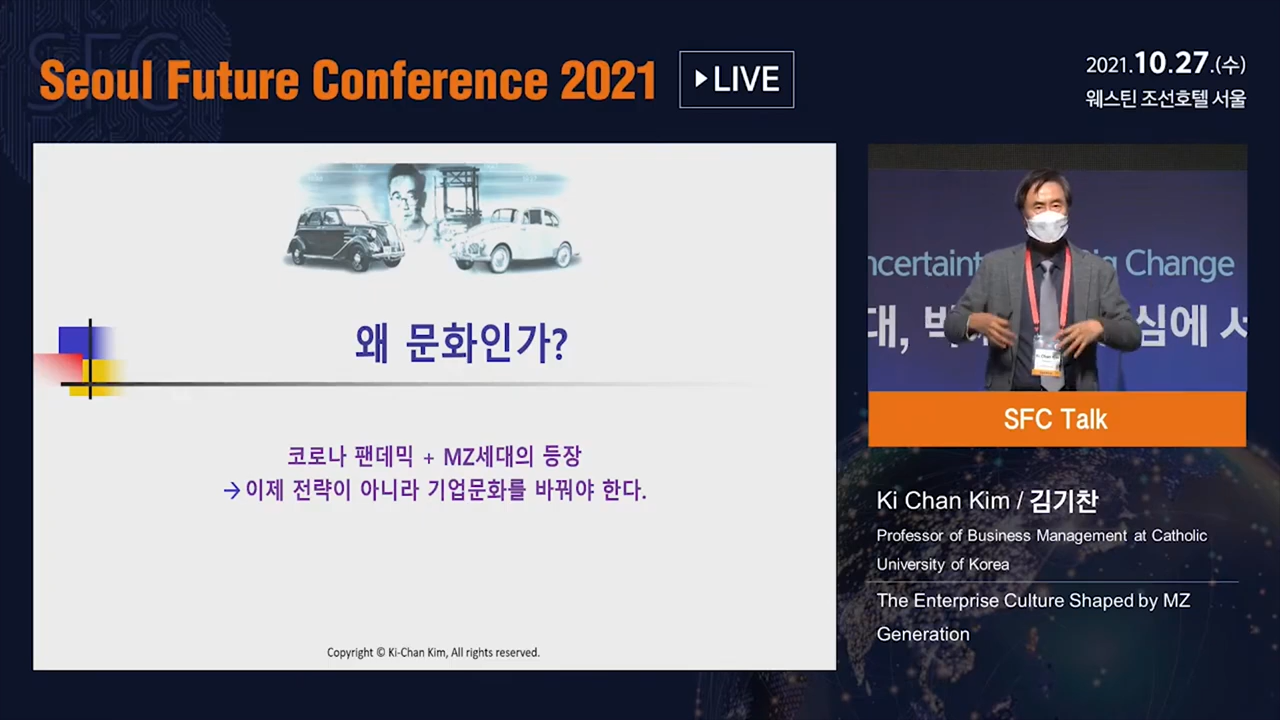 Seoul Future Conference 2021
LIVE
2021.10.27.(수)
웨스틴 조선호텔 서울
왜 문화인가?
코로나 팬데믹 + MZ세대의 등장
→이제 전략이 아니라 기업문화를 바꿔야 한다.
Copyright © Ki-Chan Kim, All rights reserved.
ig Change
대,
심에
SFC Talk
Ki Chan Kim / 김기찬
Professor of Business Management at Catholic
University of Korea
The Enterprise Culture Shaped by MZ
Generation